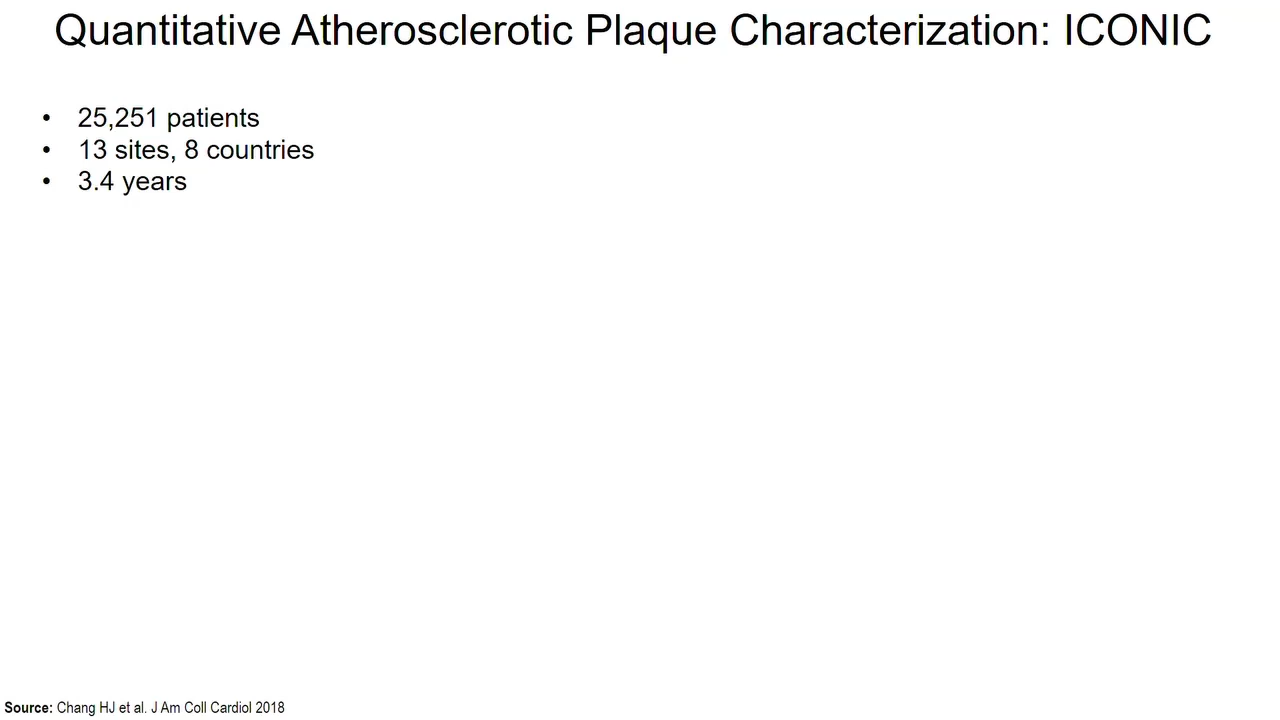 Quantitative Atherosclerotic Plaque Characterization: ICONIC
• 25,251 patients
• 13 sites, 8 countries
• 3.4 years
Source: Chang HJ et al. J Am Coll Cardiol 2018